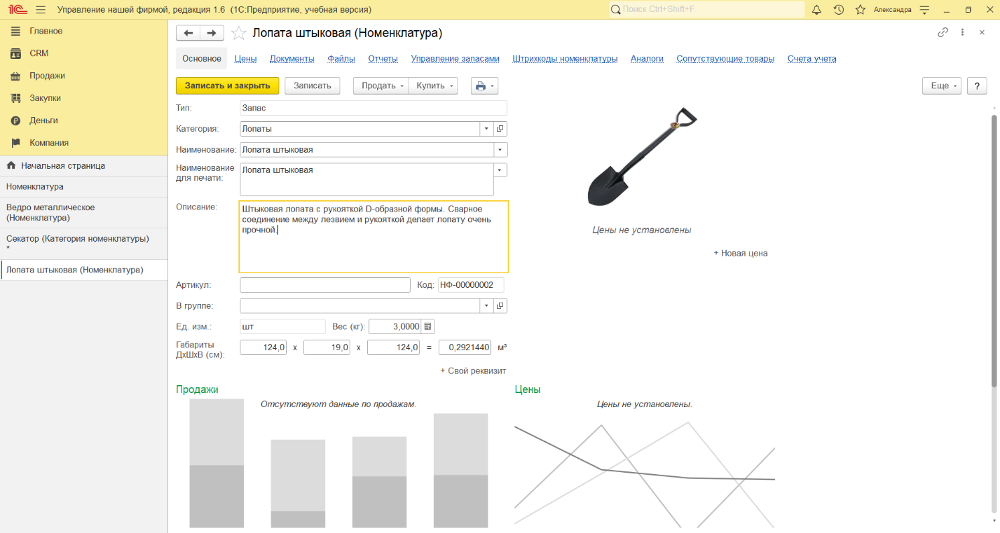 1С Управление нашей фирмой, редакция 1.6 (1С:Предприятие, учебная версия) Поиск Ctrl+Shift+F Александра
Главное
CRM
Продажи
Закупки
Деньги
Компания
Начальная страница
Номенклатура
Ведро металлическое
(Номенклатура)
Секатор (Категория номенклатуры)
*
Лопата штыковая (Номенклатура)
Лопата штыковая (Номенклатура)
Основное Цены Документы Файлы Отчеты Управление запасами Штрихкоды номенклатуры Аналоги Сопутствующие товары Счета учета
Записать и закрыть Записать Продать Купить Еще ?
Тип: Запас
Категория: Лопаты
Наименование: Лопата штыковая
Наименование
для печати: Лопата штыковая
Описание: Штыковая лопата с рукояткой D-образной формы. Сварное
соединение между лезвием и рукояткой делает лопату очень
прочной.
Цены не установлены
+ Новая цена
Артикул: Код: НФ-00000002
В группе:
Ед. изм.: шт Вес (кг): 3,0000
Габариты
ДхШхВ (см): 124,0 x 19,0 x 124,0 = 0,2921440 м³
+ Свой реквизит
Продажи
Отсутствуют данные по продажам.
Цены
Цены не установлены.